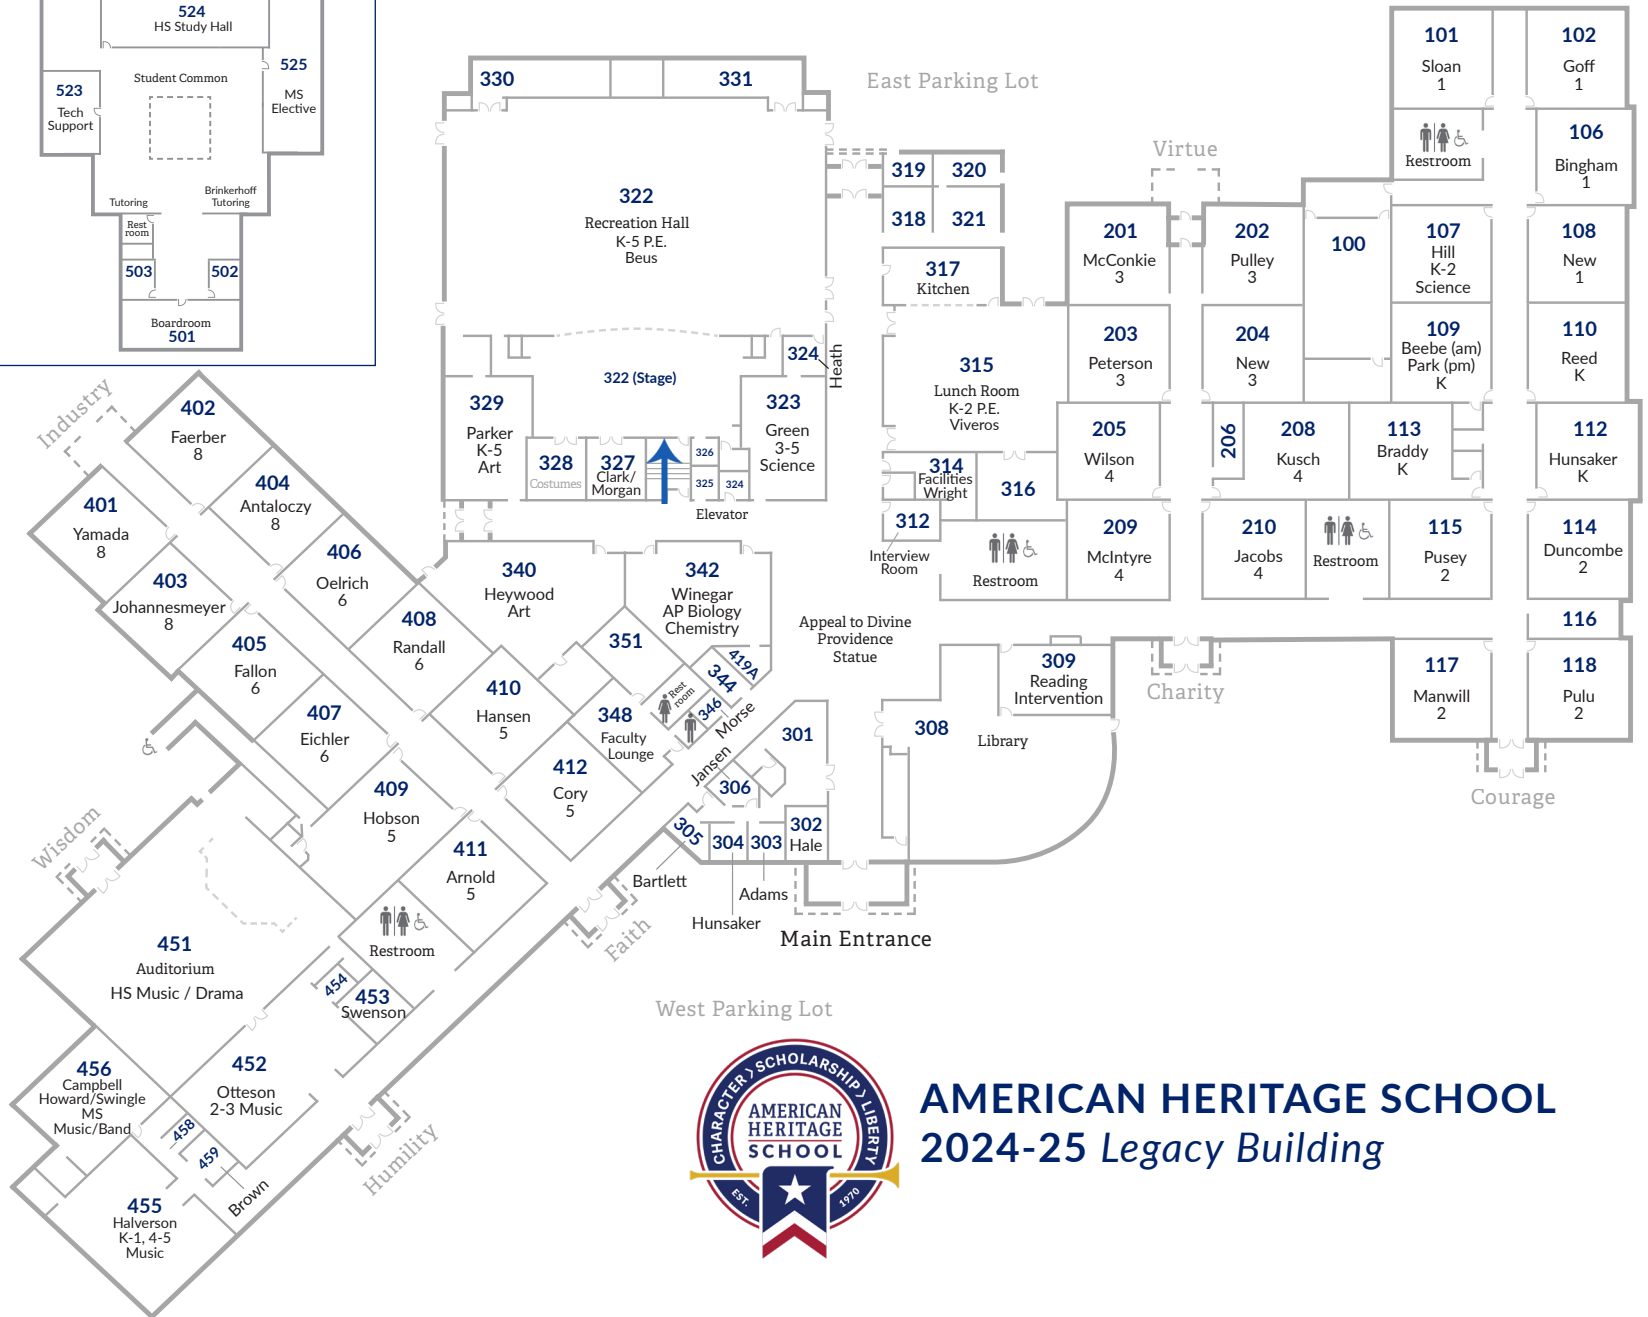 524
HS Study Hall
Student Common
523
Tech
Support
525
MS
Elective
Tutoring
Brinkerhoff
Tutoring
Rest
room
503
502
Boardroom
501
330
331
East Parking Lot
322
Recreation Hall
K-5 P.E.
Beus
319
320
318
321
317
Kitchen
315
Lunch Room
K-2 P.E.
Viveros
322 (Stage)
324
Heath
329
Parker
K-5
Art
323
Green
3-5
Science
328
Costumes
327
Clark/
Morgan
326
325
324
Elevator
314
Facilities
Wright
316
312
Interview
Room
Restroom
Virtue
201
McConkie
3
202
Pulley
3
203
Peterson
3
204
New
3
205
Wilson
4
206
208
Kusch
4
209
McIntyre
4
210
Jacobs
4
Restroom
100
101
Sloan
1
102
Goff
1
Restroom
106
Bingham
1
107
Hill
K-2
Science
108
New
1
109
Beebe (am)
Park (pm)
K
110
Reed
K
113
Braddy
K
112
Hunsaker
K
115
Pusey
2
114
Duncombe
2
116
117
Manwill
2
118
Pulu
2
Courage
Charity
309
Reading
Intervention
308
Library
Appeal to Divine
Providence
Statue
Industry
402
Faerber
8
401
Yamada
8
404
Antaloczy
8
403
Johannesmeyer
8
406
Oelrich
6
405
Fallon
6
408
Randall
6
407
Eichler
6
410
Hansen
5
409
Hobson
5
412
Cory
5
411
Arnold
5
340
Heywood
Art
342
Winegar
AP Biology
Chemistry
351
419A
344
346
Rest
room
Morse
348
Faculty
Lounge
Jansen
301
306
305
304
303
302
Hale
Bartlett
Adams
Hunsaker
Main Entrance
Faith
Wisdom
Restroom
451
Auditorium
HS Music / Drama
454
453
Swenson
452
Otteson
2-3 Music
456
Campbell
Howard/Swingle
MS
Music/Band
458
459
Brown
455
Halverson
K-1, 4-5
Music
Humility
West Parking Lot
CHARACTER SCHOLARSHIP LIBERTY
AMERICAN
HERITAGE
SCHOOL
EST. 1970
AMERICAN HERITAGE SCHOOL
2024-25 Legacy Building